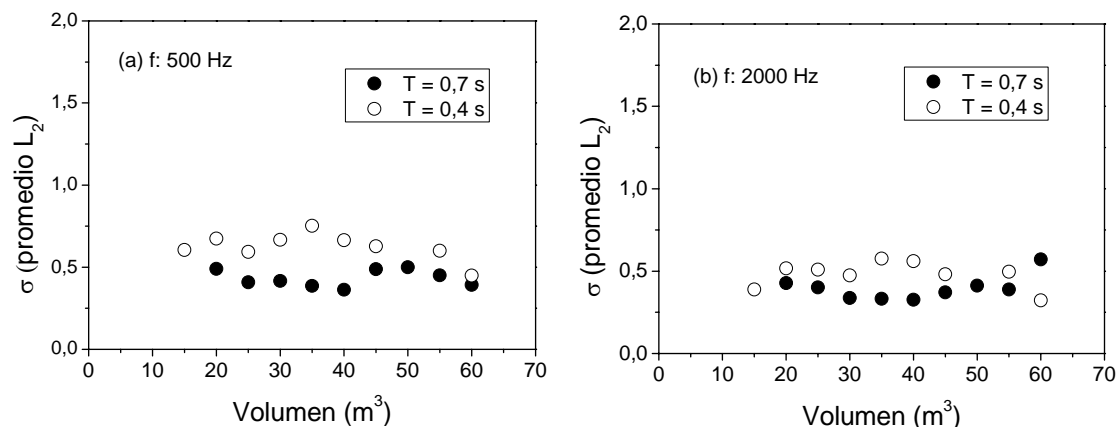 2,0
1,5
1,0
0,5
0,0
σ (promedio L₂)
(a) f: 500 Hz
T = 0,7 s
T = 0,4 s
0 10 20 30 40 50 60 70
Volumen (m³)
2,0
1,5
1,0
0,5
0,0
σ (promedio L₂)
(b) f: 2000 Hz
T = 0,7 s
T = 0,4 s
0 10 20 30 40 50 60 70
Volumen (m³)